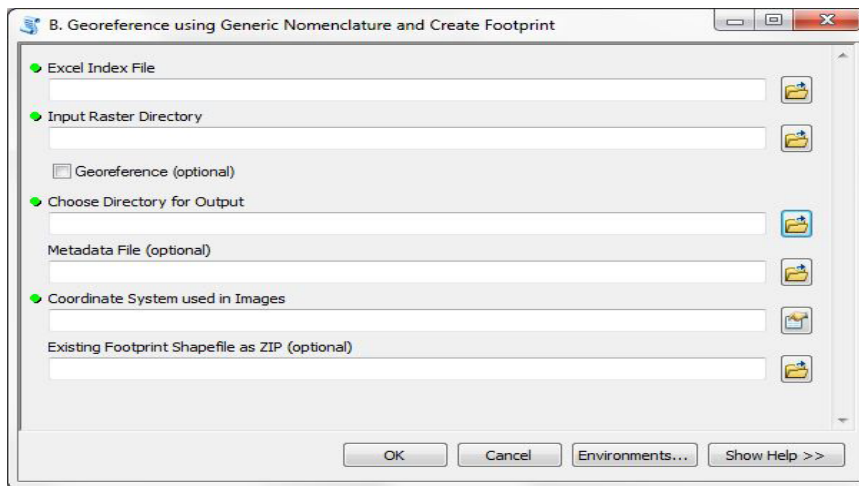 B. Georeference using Generic Nomenclature and Create Footprint
Excel Index File
Input Raster Directory
Georeference (optional)
Choose Directory for Output
Metadata File (optional)
Coordinate System used in Images
Existing Footprint Shapefile as ZIP (optional)
OK Cancel Environments... Show Help >>